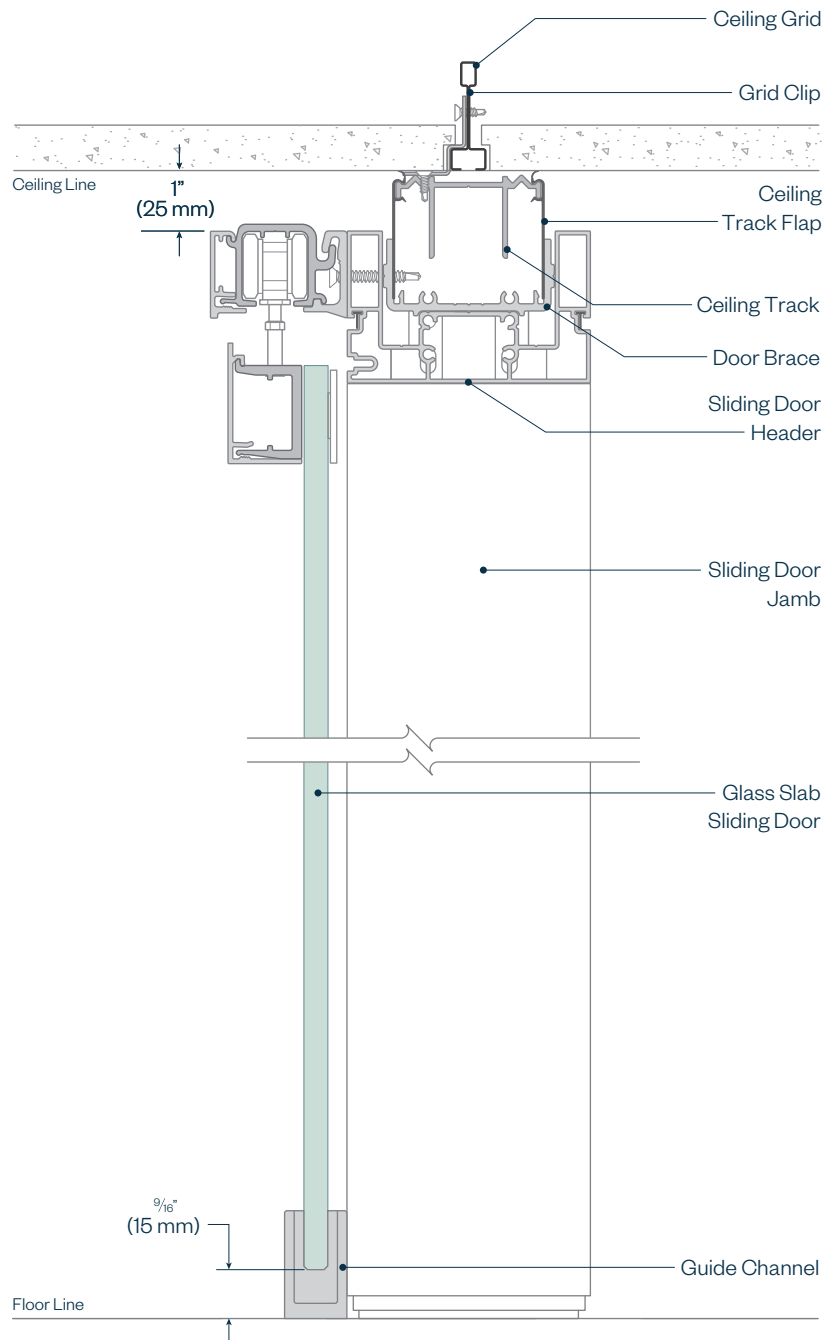 Ceiling Grid
Grid Clip
Ceiling Line
1"
(25 mm)
Ceiling
Track Flap
Ceiling Track
Door Brace
Sliding Door
Header
Sliding Door
Jamb
Glass Slab
Sliding Door
9/16"
(15 mm)
Guide Channel
Floor Line